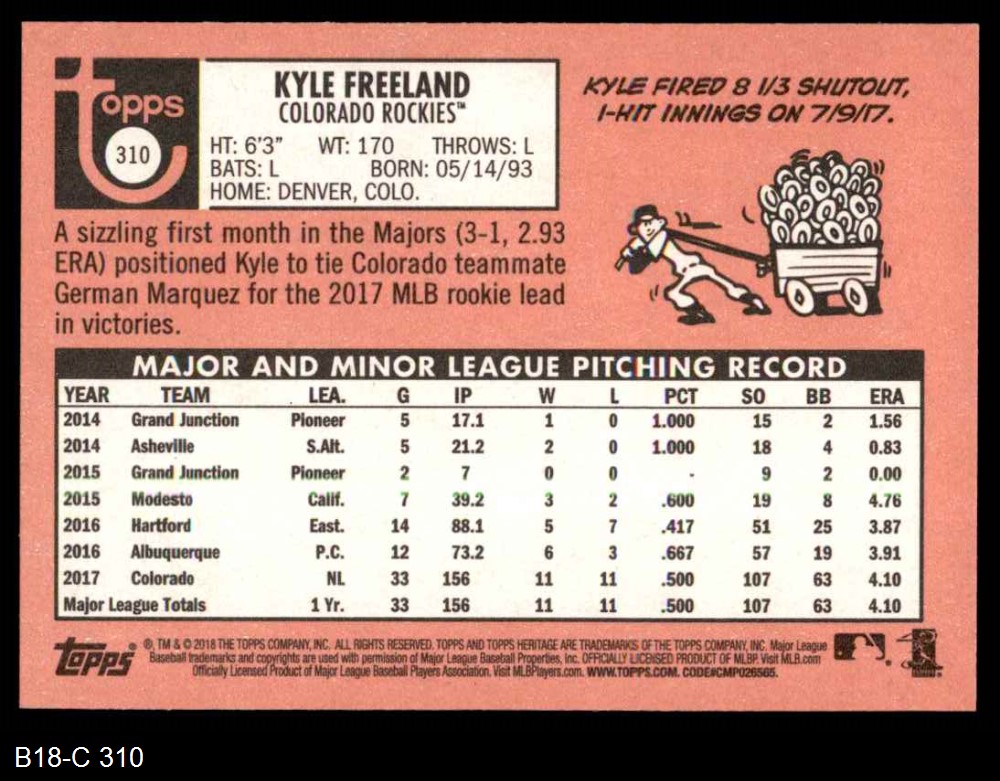 topps
310
KYLE FREELAND
COLORADO ROCKIES™
HT: 6'3" WT: 170 THROWS: L
BATS: L BORN: 05/14/93
HOME: DENVER, COLO.
KYLE FIRED 8 1/3 SHUTOUT,
1-HIT INNINGS ON 7/9/17.
A sizzling first month in the Majors (3-1, 2.93
ERA) positioned Kyle to tie Colorado teammate
German Marquez for the 2017 MLB rookie lead
in victories.
MAJOR AND MINOR LEAGUE PITCHING RECORD
YEAR TEAM LEA. G IP W L PCT SO BB ERA
2014 Grand Junction Pioneer 5 17.1 1 0 1.000 15 2 1.56
2014 Asheville S.Alt. 5 21.2 2 0 1.000 18 4 0.83
2015 Grand Junction Pioneer 2 7 0 0 - 9 2 0.00
2015 Modesto Calif. 7 39.2 3 2 .600 19 8 4.76
2016 Hartford East. 14 88.1 5 7 .417 51 25 3.87
2016 Albuquerque P.C. 12 73.2 6 3 .667 57 19 3.91
2017 Colorado NL 33 156 11 11 .500 107 63 4.10
Major League Totals 1 Yr. 33 156 11 11 .500 107 63 4.10
topps ®, TM & © 2018 THE TOPPS COMPANY, INC. ALL RIGHTS RESERVED. TOPPS AND TOPPS HERITAGE ARE TRADEMARKS OF THE TOPPS COMPANY, INC. Major League
Baseball trademarks and copyrights are used with permission of Major League Baseball Properties, Inc. OFFICIALLY LICENSED PRODUCT OF MLBP. Visit MLB.com
Officially Licensed Product of Major League Baseball Players Association. Visit MLBPlayers.com. WWW.TOPPS.COM. CODE#CMP026565.
B18-C 310